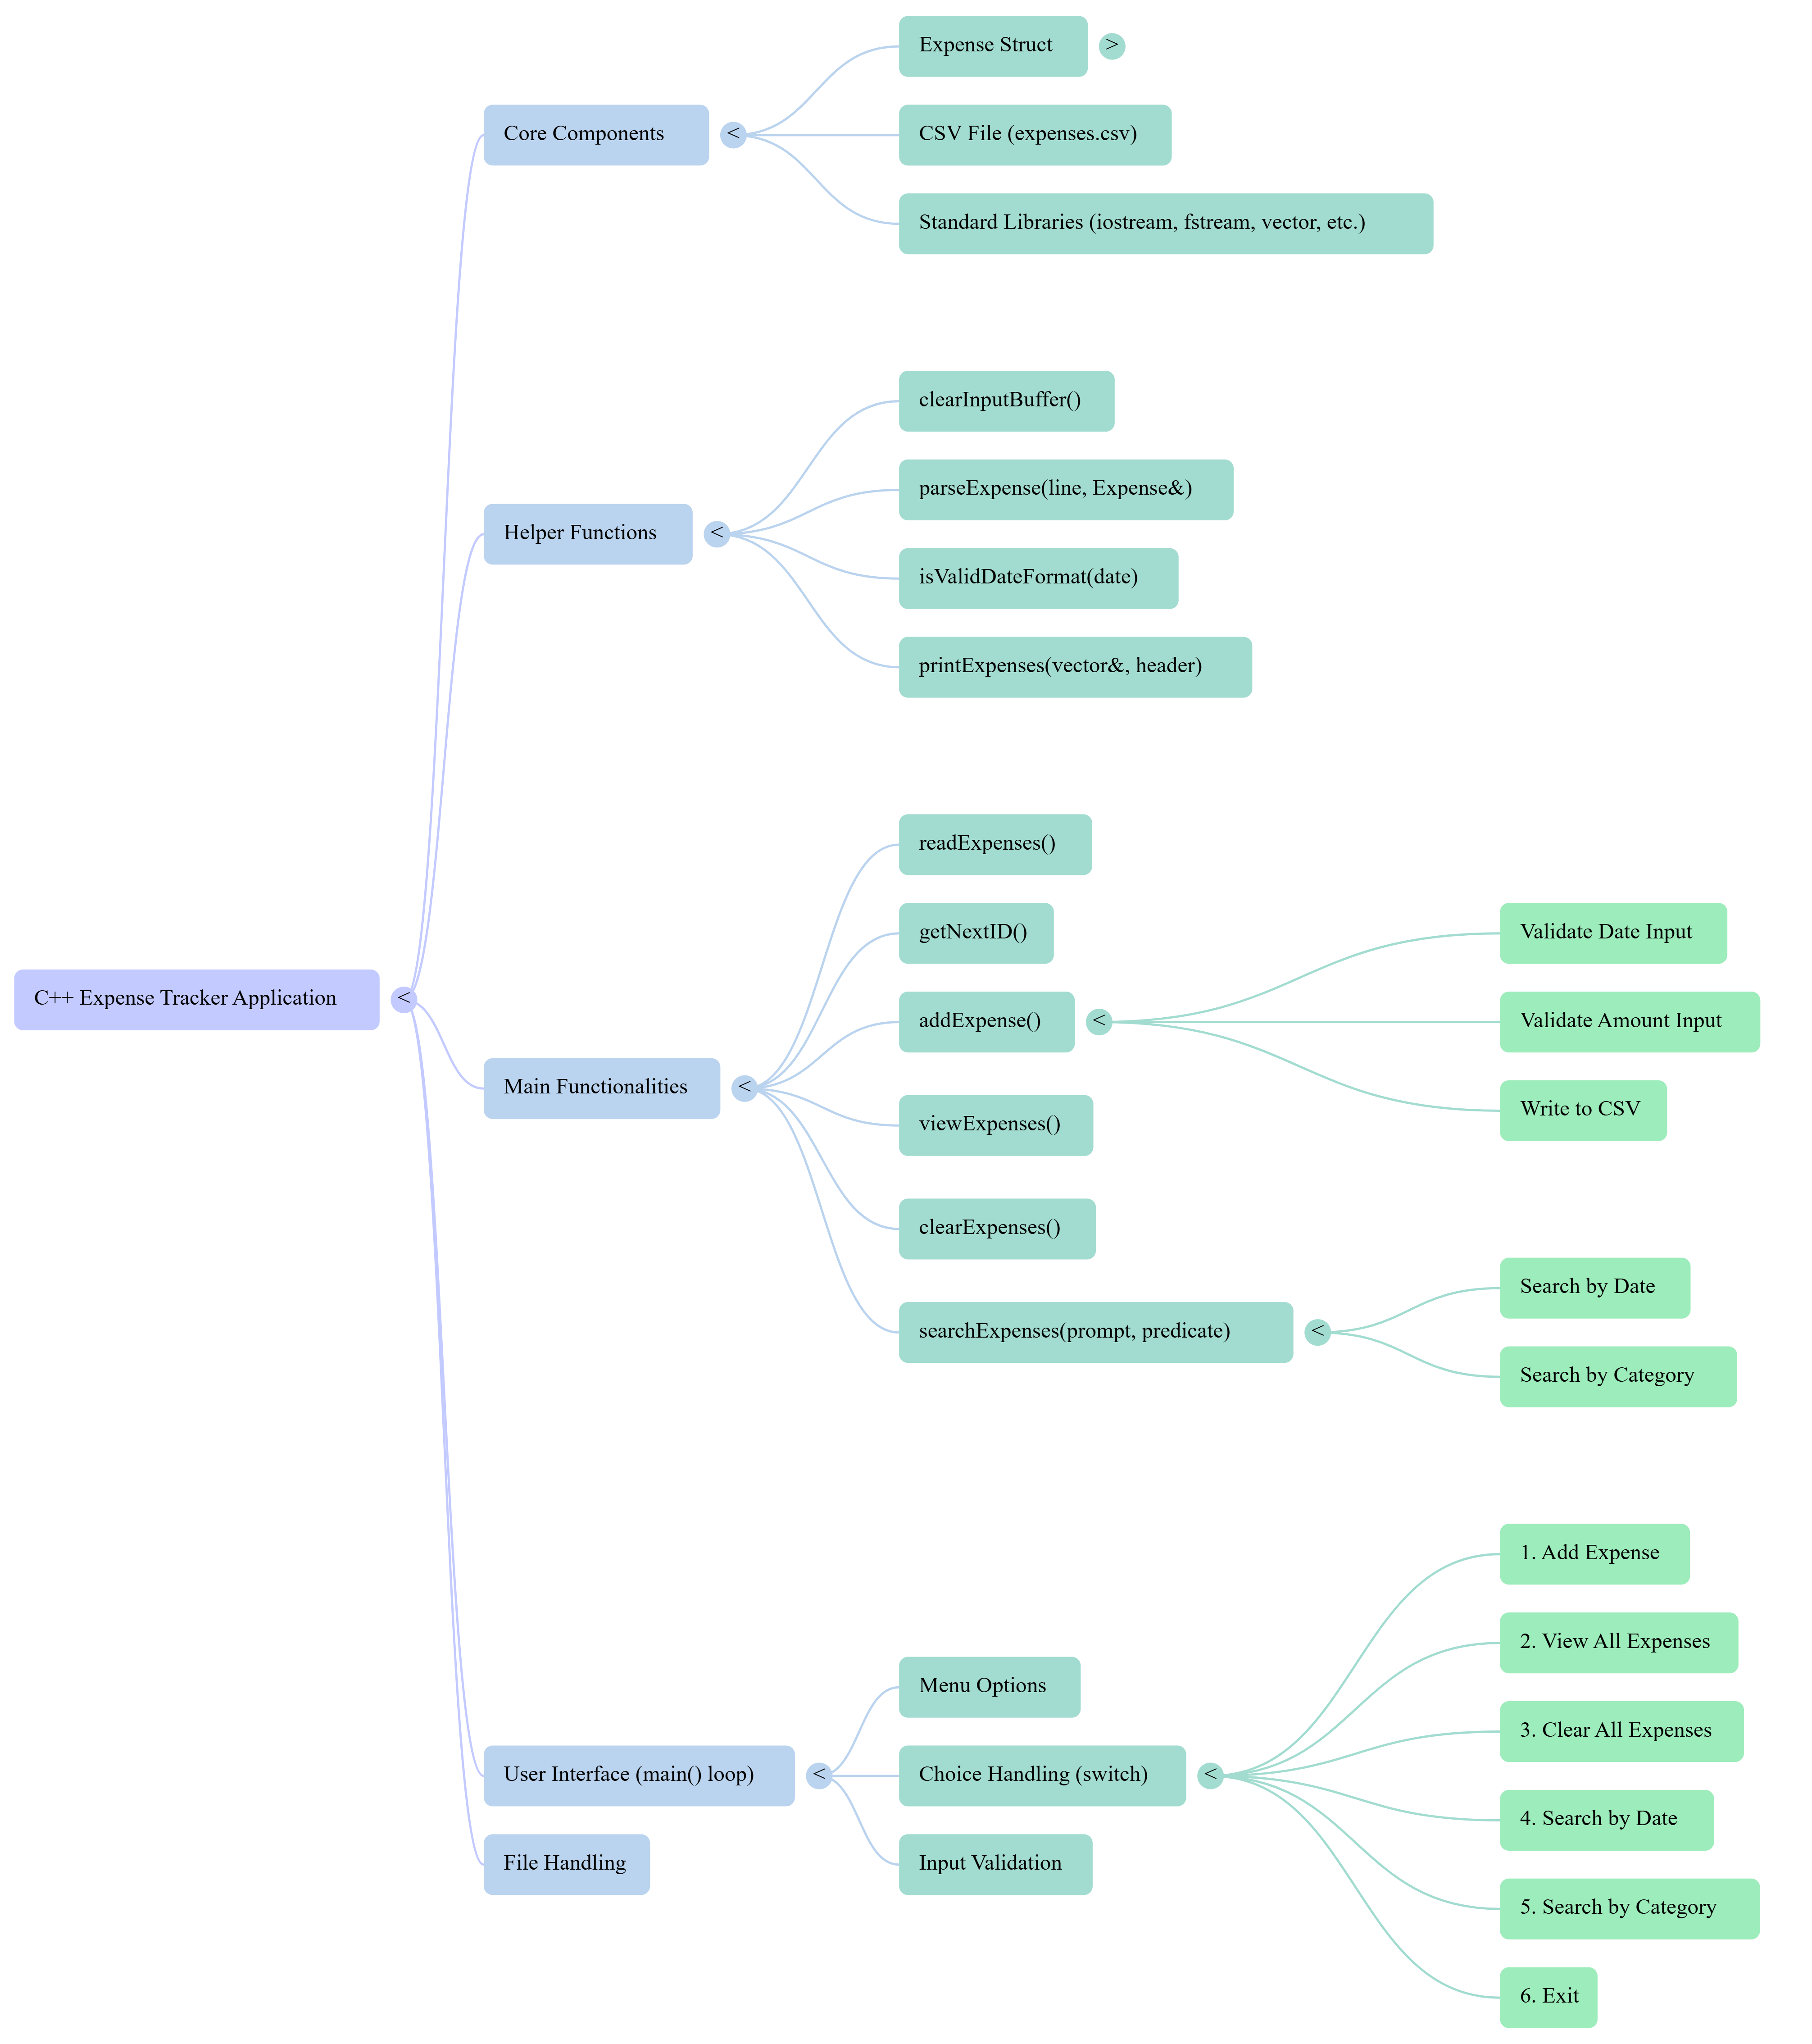 C++ Expense Tracker Application
<
Core Components
<
Expense Struct
>
CSV File (expenses.csv)
Standard Libraries (iostream, fstream, vector, etc.)
Helper Functions
<
clearInputBuffer()
parseExpense(line, Expense&)
isValidDateFormat(date)
printExpenses(vector&, header)
Main Functionalities
<
readExpenses()
getNextID()
addExpense()
<
Validate Date Input
Validate Amount Input
Write to CSV
viewExpenses()
clearExpenses()
searchExpenses(prompt, predicate)
<
Search by Date
Search by Category
User Interface (main() loop)
<
Menu Options
Choice Handling (switch)
<
1. Add Expense
2. View All Expenses
3. Clear All Expenses
4. Search by Date
5. Search by Category
6. Exit
Input Validation
File Handling